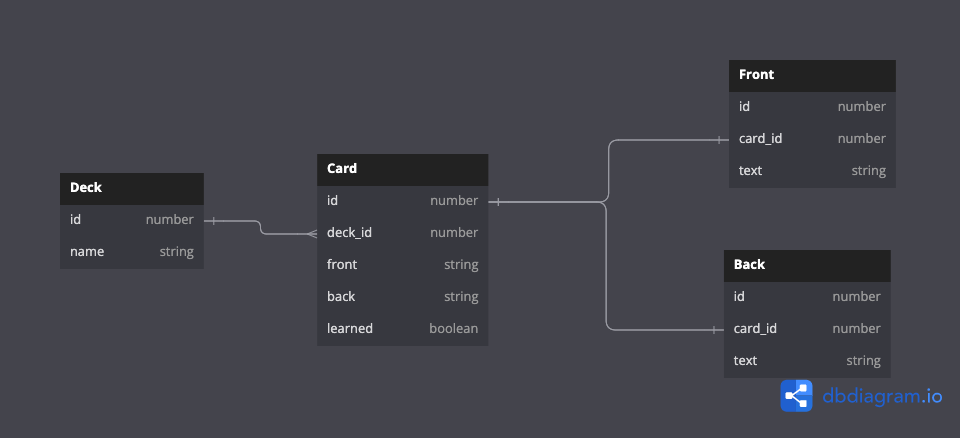 Deck
id number
name string
Card
id number
deck_id number
front string
back string
learned boolean
Front
id number
card_id number
text string
Back
id number
card_id number
text string
dbdiagram.io